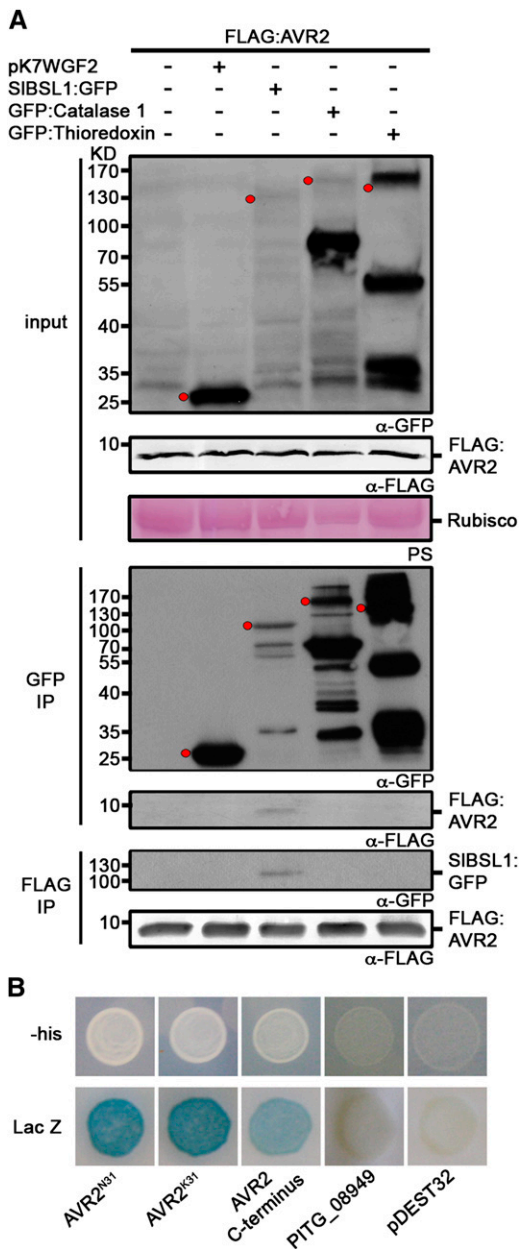 A
FLAG:AVR2
pK7WGF2 - + - - -
SlBSL1:GFP - - + - -
GFP:Catalase 1 - - - + -
GFP:Thioredoxin - - - - +
KD
170
130
100
70
55
40
35
25
input
α-GFP
10
FLAG:
AVR2
α-FLAG
Rubisco
PS
170
130
100
70
55
40
35
25
GFP
IP
α-GFP
10
FLAG:
AVR2
α-FLAG
130
100
SlBSL1:
GFP
FLAG
IP
α-GFP
10
FLAG:
AVR2
α-FLAG
B
-his
Lac Z
AVR2N31
AVR2K31
AVR2
C-terminus
PITG_08949
pDEST32